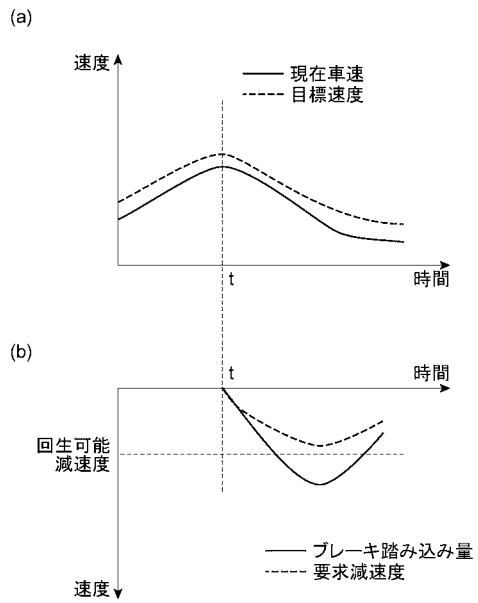 (a)
速度
現在車速
目標速度
t
時間
(b)
t
時間
回生可能
減速度
ブレーキ踏み込み量
要求減速度
速度